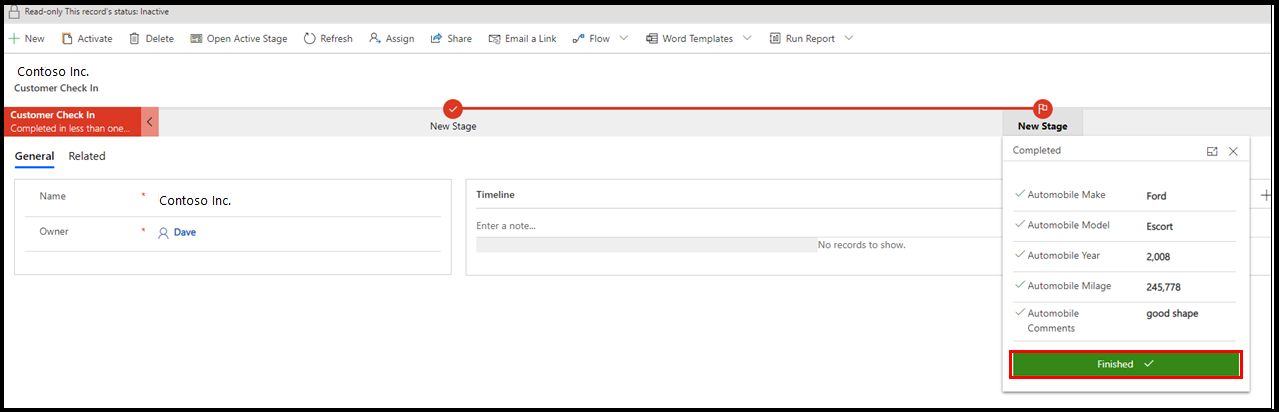 Read-only This record's status: Inactive
New Activate Delete Open Active Stage Refresh Assign Share Email a Link Flow Word Templates Run Report
Contoso Inc.
Customer Check In
Customer Check In
Completed in less than one...
New Stage
New Stage
General Related
Completed
Name * Contoso Inc.
Owner * Dave
Timeline
Enter a note...
No records to show.
Automobile Make Ford
Automobile Model Escort
Automobile Year 2,008
Automobile Milage 245,778
Automobile good shape
Comments
Finished